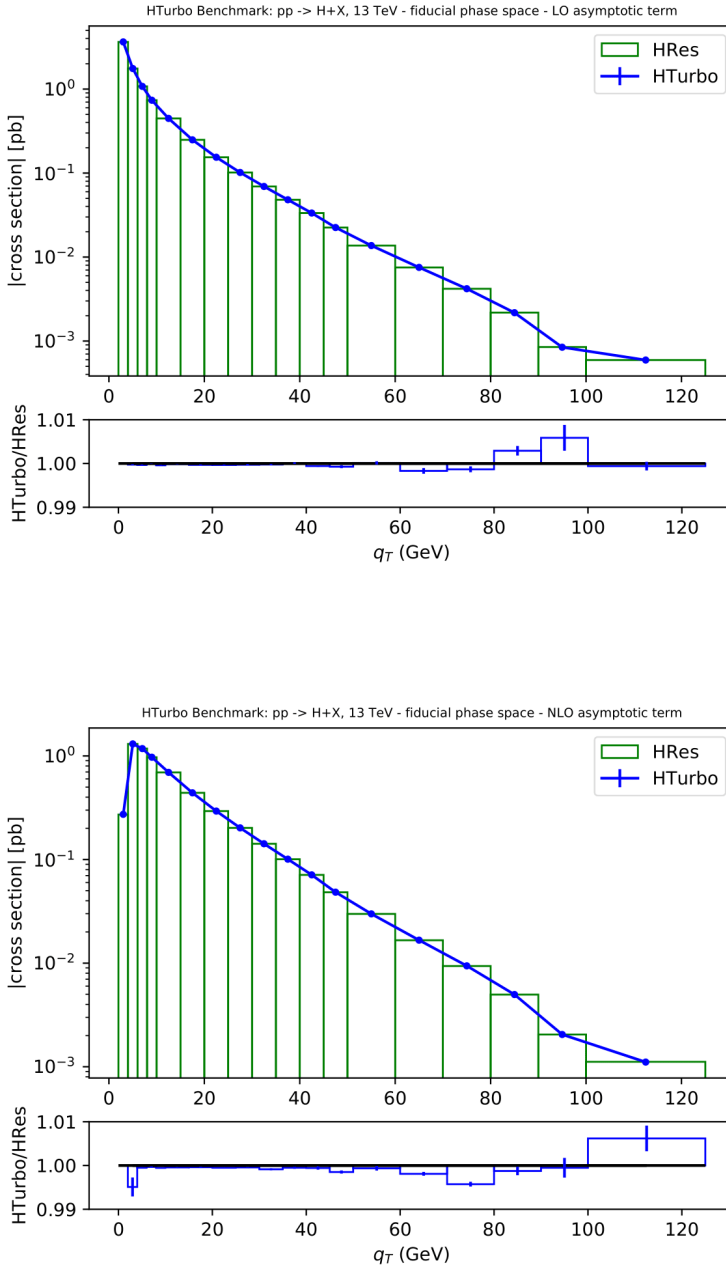 HTurbo Benchmark: pp -> H+X, 13 TeV - fiducial phase space - LO asymptotic term
HRes
HTurbo
|cross section| [pb]
10⁰
10⁻¹
10⁻²
10⁻³
0 20 40 60 80 100 120
HTurbo/HRes
1.01
1.00
0.99
0 20 40 60 80 100 120
q_T (GeV)
HTurbo Benchmark: pp -> H+X, 13 TeV - fiducial phase space - NLO asymptotic term
HRes
HTurbo
|cross section| [pb]
10⁰
10⁻¹
10⁻²
10⁻³
0 20 40 60 80 100 120
HTurbo/HRes
1.01
1.00
0.99
0 20 40 60 80 100 120
q_T (GeV)